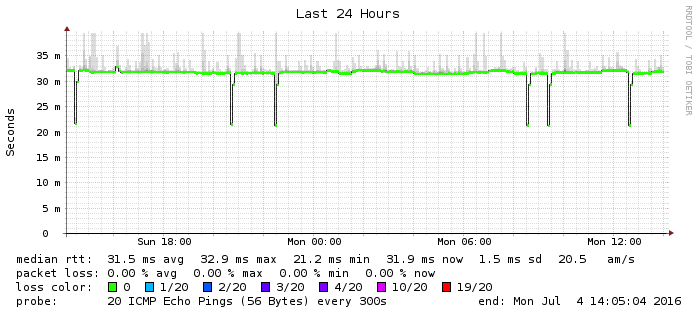 Last 24 Hours
RRDTOOL / TOBI OETIKER
Seconds
35 m
30 m
25 m
20 m
15 m
10 m
5 m
0
Sun 18:00 Mon 00:00 Mon 06:00 Mon 12:00
median rtt: 31.5 ms avg 32.9 ms max 21.2 ms min 31.9 ms now 1.5 ms sd 20.5 am/s
packet loss: 0.00 % avg 0.00 % max 0.00 % min 0.00 % now
loss color: 0 1/20 2/20 3/20 4/20 10/20 19/20
probe: 20 ICMP Echo Pings (56 Bytes) every 300s end: Mon Jul 4 14:05:04 2016